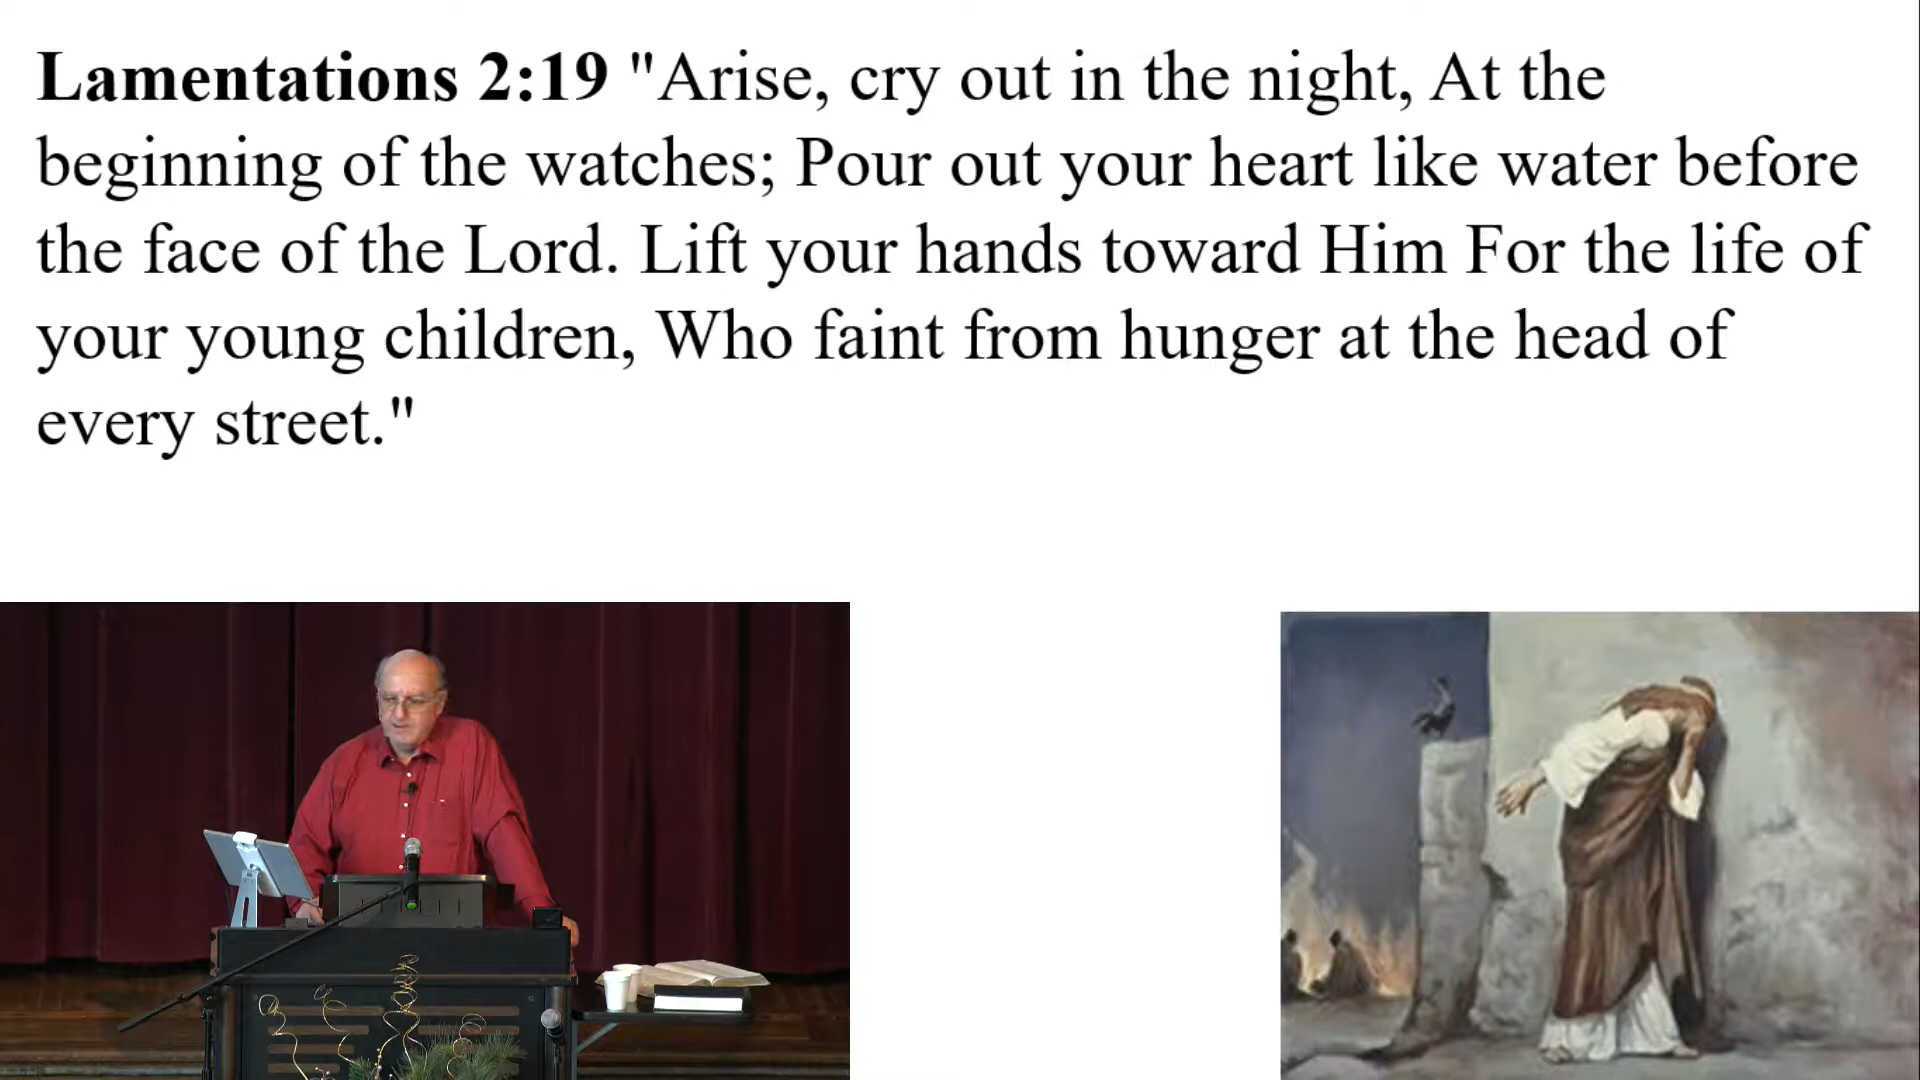 Lamentations 2:19 "Arise, cry out in the night, At the
beginning of the watches; Pour out your heart like water before
the face of the Lord. Lift your hands toward Him For the life of
your young children, Who faint from hunger at the head of
every street."